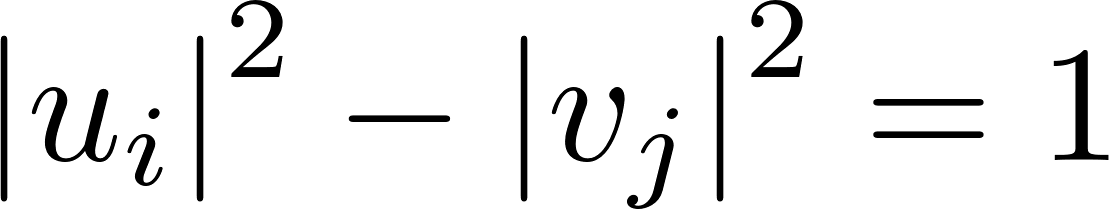 |u_i|^2 − |v_j|^2 = 1